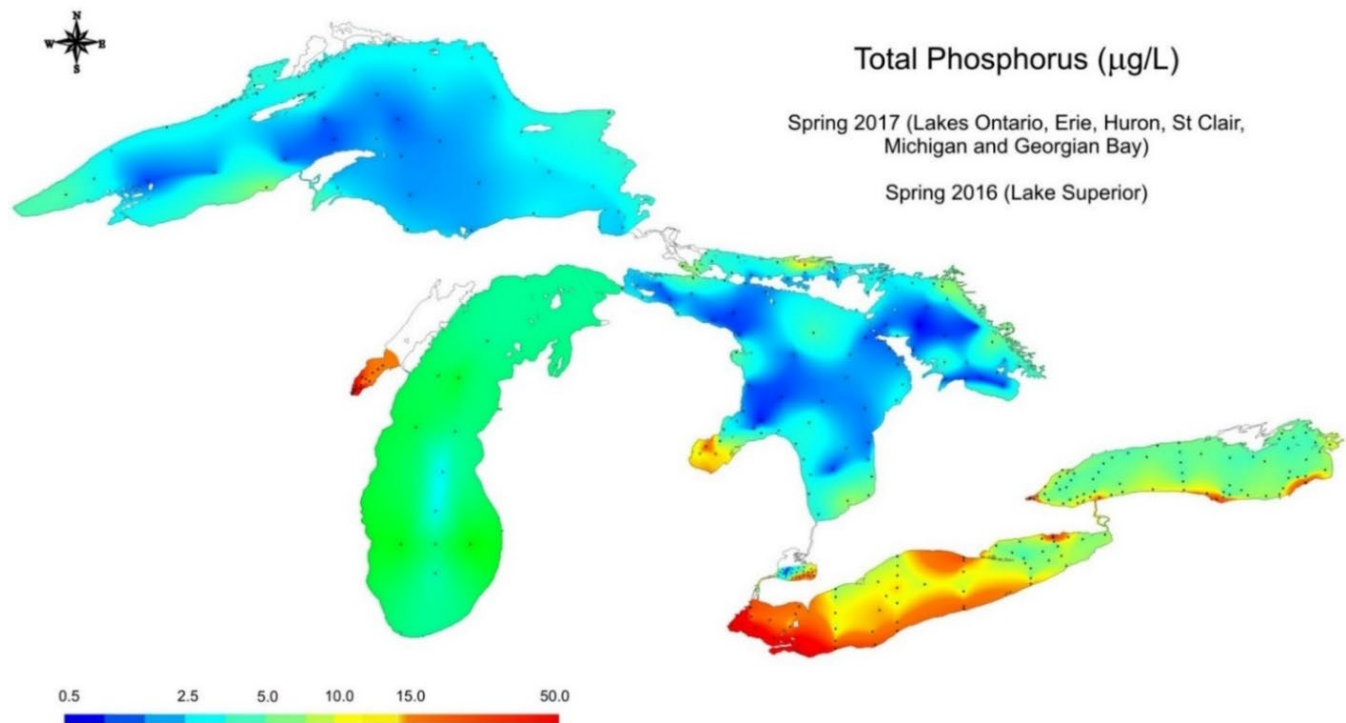 N
W E
S
Total Phosphorus (µg/L)
Spring 2017 (Lakes Ontario, Erie, Huron, St Clair,
Michigan and Georgian Bay)
Spring 2016 (Lake Superior)
0.5 2.5 5.0 10.0 15.0 50.0